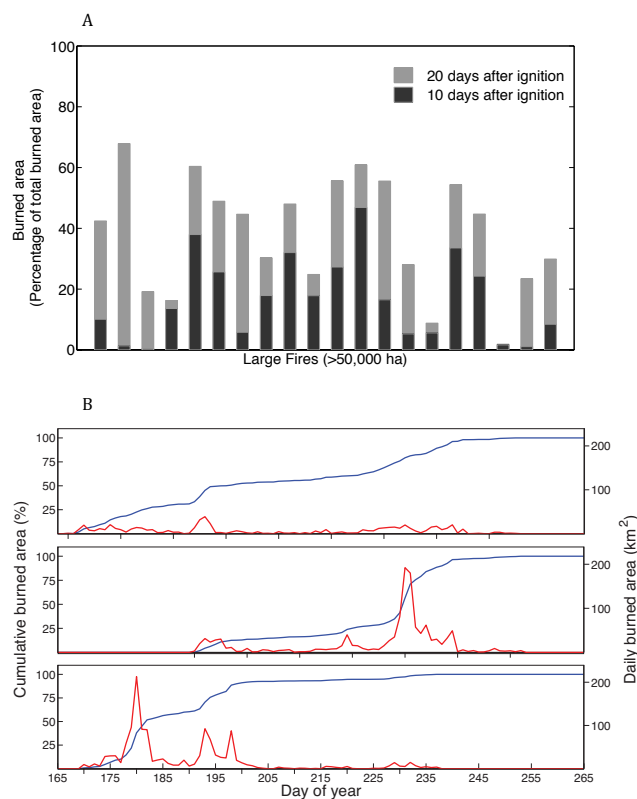 A
100
80
60
40
20
0
Burned area
(Percentage of total burned area)
20 days after ignition
10 days after ignition
Large Fires (>50,000 ha)
B
100
75
50
25
200
100
100
75
50
25
200
100
100
75
50
25
200
100
Cumulative burned area (%)
Daily burned area (km²)
165 175 185 195 205 215 225 235 245 255 265
Day of year